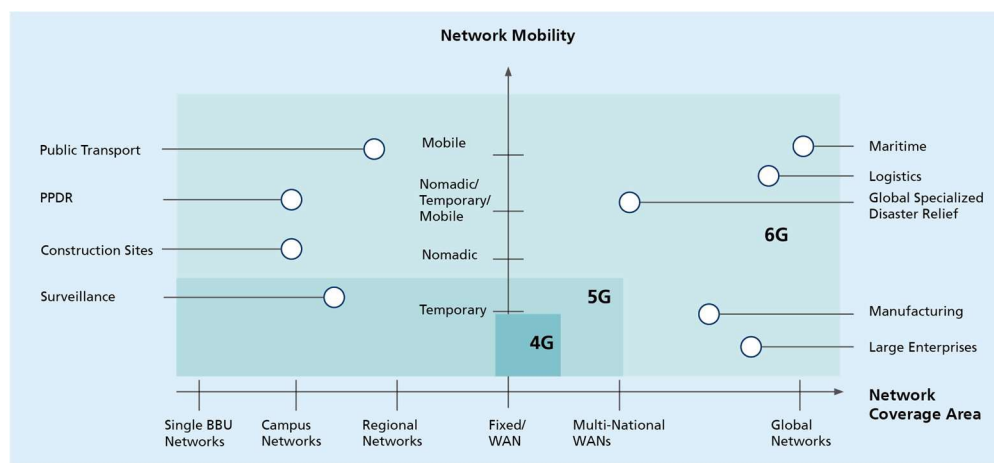 Network Mobility
Public Transport
PPDR
Construction Sites
Surveillance
Mobile
Nomadic/
Temporary/
Mobile
Nomadic
Temporary
4G
5G
6G
Maritime
Logistics
Global Specialized
Disaster Relief
Manufacturing
Large Enterprises
Network
Coverage Area
Single BBU
Networks
Campus
Networks
Regional
Networks
Fixed/
WAN
Multi-National
WANs
Global
Networks